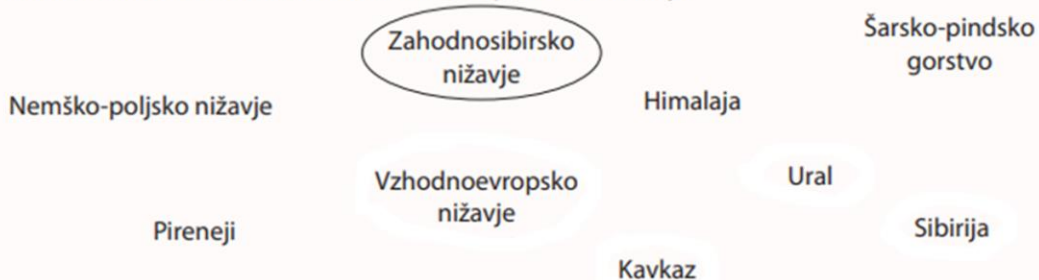 Zahodnosibirsko
nižavje
Šarsko-pindsko
gorstvo
Nemško-poljsko nižavje
Himalaja
Vzhodnoevropsko
nižavje
Ural
Pireneji
Sibirija
Kavkaz